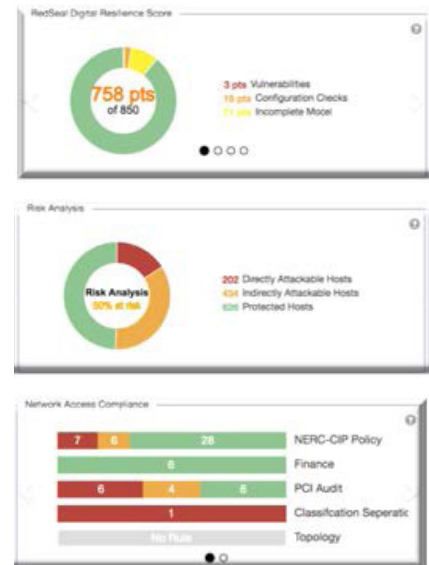 RedSeal Digital Resilience Score
758 pts
of 850
3 pts Vulnerabilities
18 pts Configuration Checks
71 pts Incomplete Model
Risk Analysis
Risk Analysis
50% at risk
202 Directly Attackable Hosts
434 Indirectly Attackable Hosts
626 Protected Hosts
Network Access Compliance
7 6 28 NERC-CIP Policy
6 Finance
6 4 6 PCI Audit
1 Classifcation Seperatic
No Rule Topology